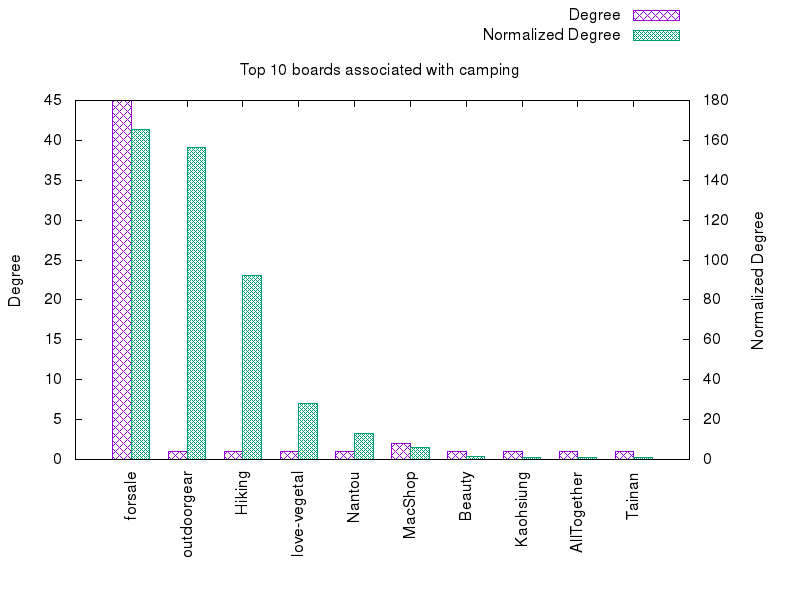 Degree
Normalized Degree
Top 10 boards associated with camping
45
40
35
30
25
20
15
10
5
0
180
160
140
120
100
80
60
40
20
0
Degree
Normalized Degree
forsale
outdoorgear
Hiking
love-vegetal
Nantou
MacShop
Beauty
Kaohsiung
AllTogether
Tainan